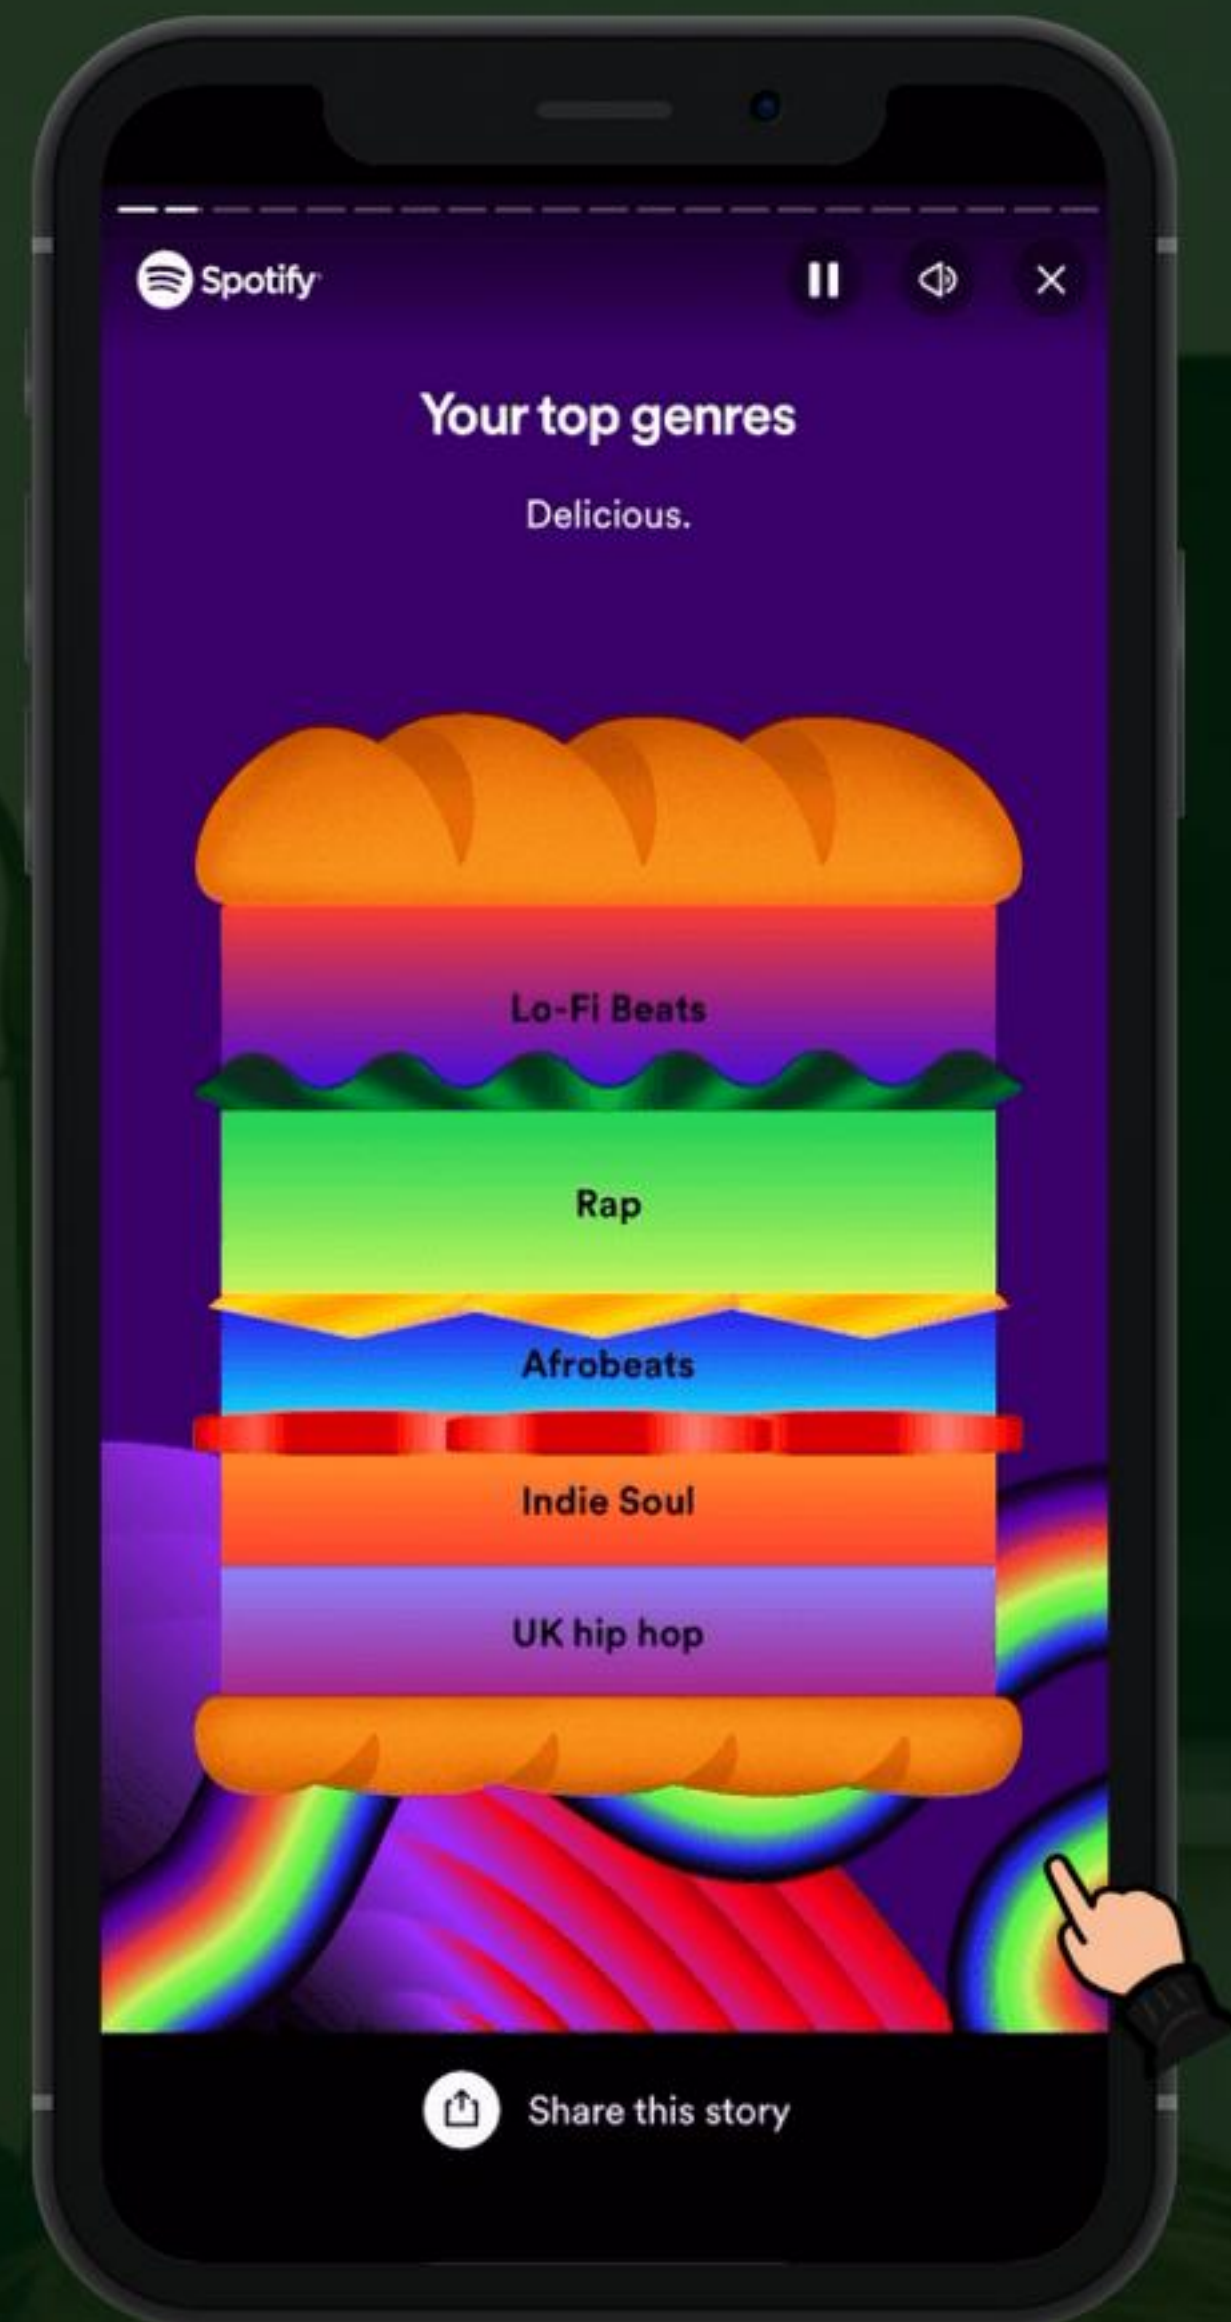 Spotify
Your top genres
Delicious.
Lo-Fi Beats
Rap
Afrobeats
Indie Soul
UK hip hop
Share this story